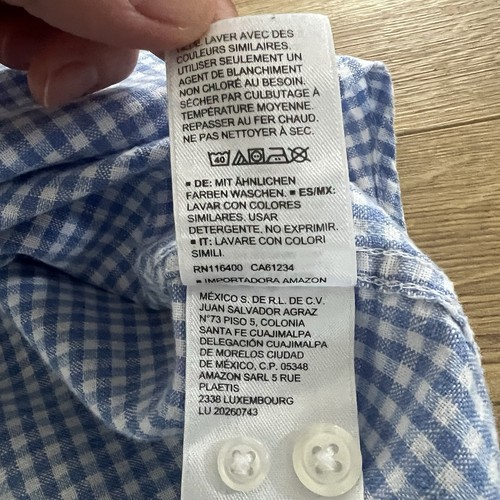 LAVER AVEC DES
COULEURS SIMILAIRES.
UTILISER SEULEMENT UN
AGENT DE BLANCHIMENT
NON CHLORÉ AU BESOIN.
SÉCHER PAR CULBUTAGE À
TEMPÉRATURE MOYENNE.
REPASSER AU FER CHAUD.
NE PAS NETTOYER À SEC.
40
▪ DE: MIT ÄHNLICHEN
FARBEN WASCHEN. ▪ ES/MX:
LAVAR CON COLORES
SIMILARES. USAR
DETERGENTE, NO EXPRIMIR.
▪ IT: LAVARE CON COLORI
SIMILI.
RN116400 CA61234
▪ IMPORTADORA AMAZON
MÉXICO S. DE R.L. DE C.V.
JUAN SALVADOR AGRAZ
N°73 PISO 5, COLONIA
SANTA FE CUAJIMALPA
DELEGACIÓN CUAJIMALPA
DE MORELOS CIUDAD
DE MÉXICO, C.P. 05348
AMAZON SARL 5 RUE
PLAETIS
2338 LUXEMBOURG
LU 20260743